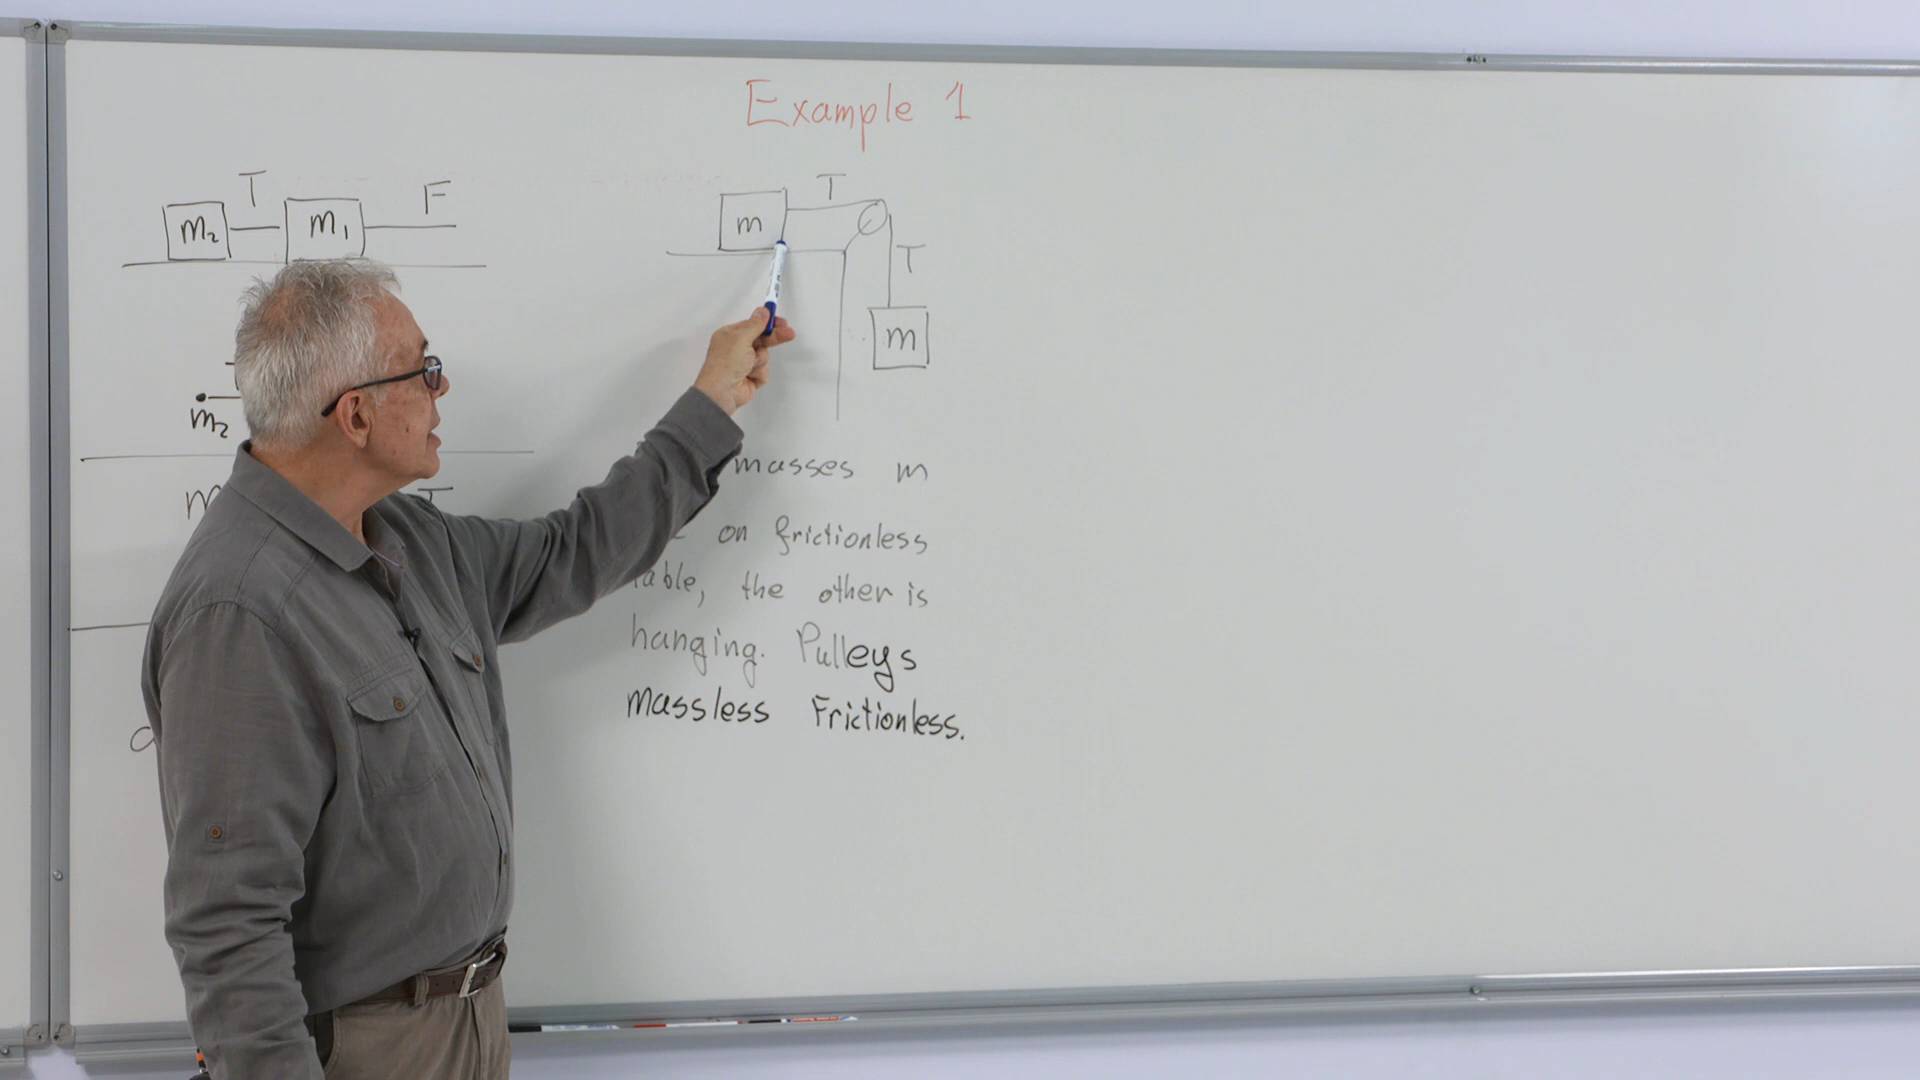 Example 1
T F
m₂ m₁
m T
T
m
m₂
masses m
on frictionless
table, the other is
hanging. Pulleys
massless Frictionless.
m T
a